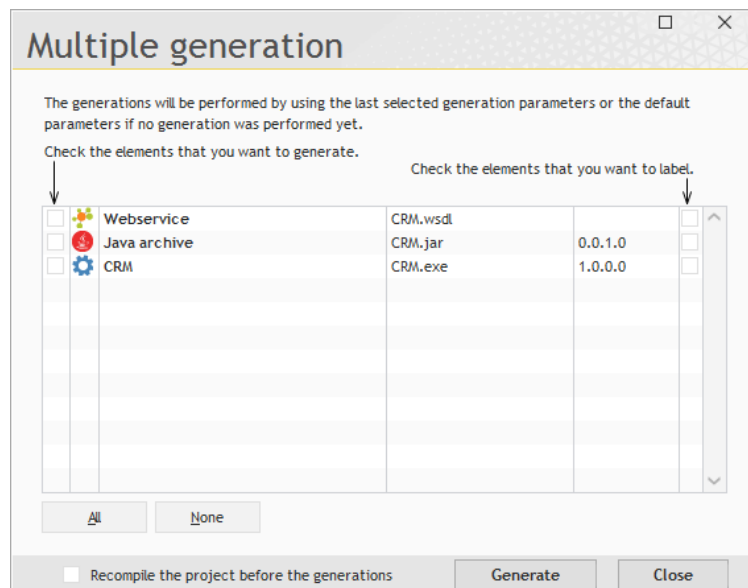 Multiple generation
The generations will be performed by using the last selected generation parameters or the default
parameters if no generation was performed yet.
Check the elements that you want to generate.
Check the elements that you want to label.
Webservice CRM.wsdl
Java archive CRM.jar 0.0.1.0
CRM CRM.exe 1.0.0.0
All None
Recompile the project before the generations Generate Close